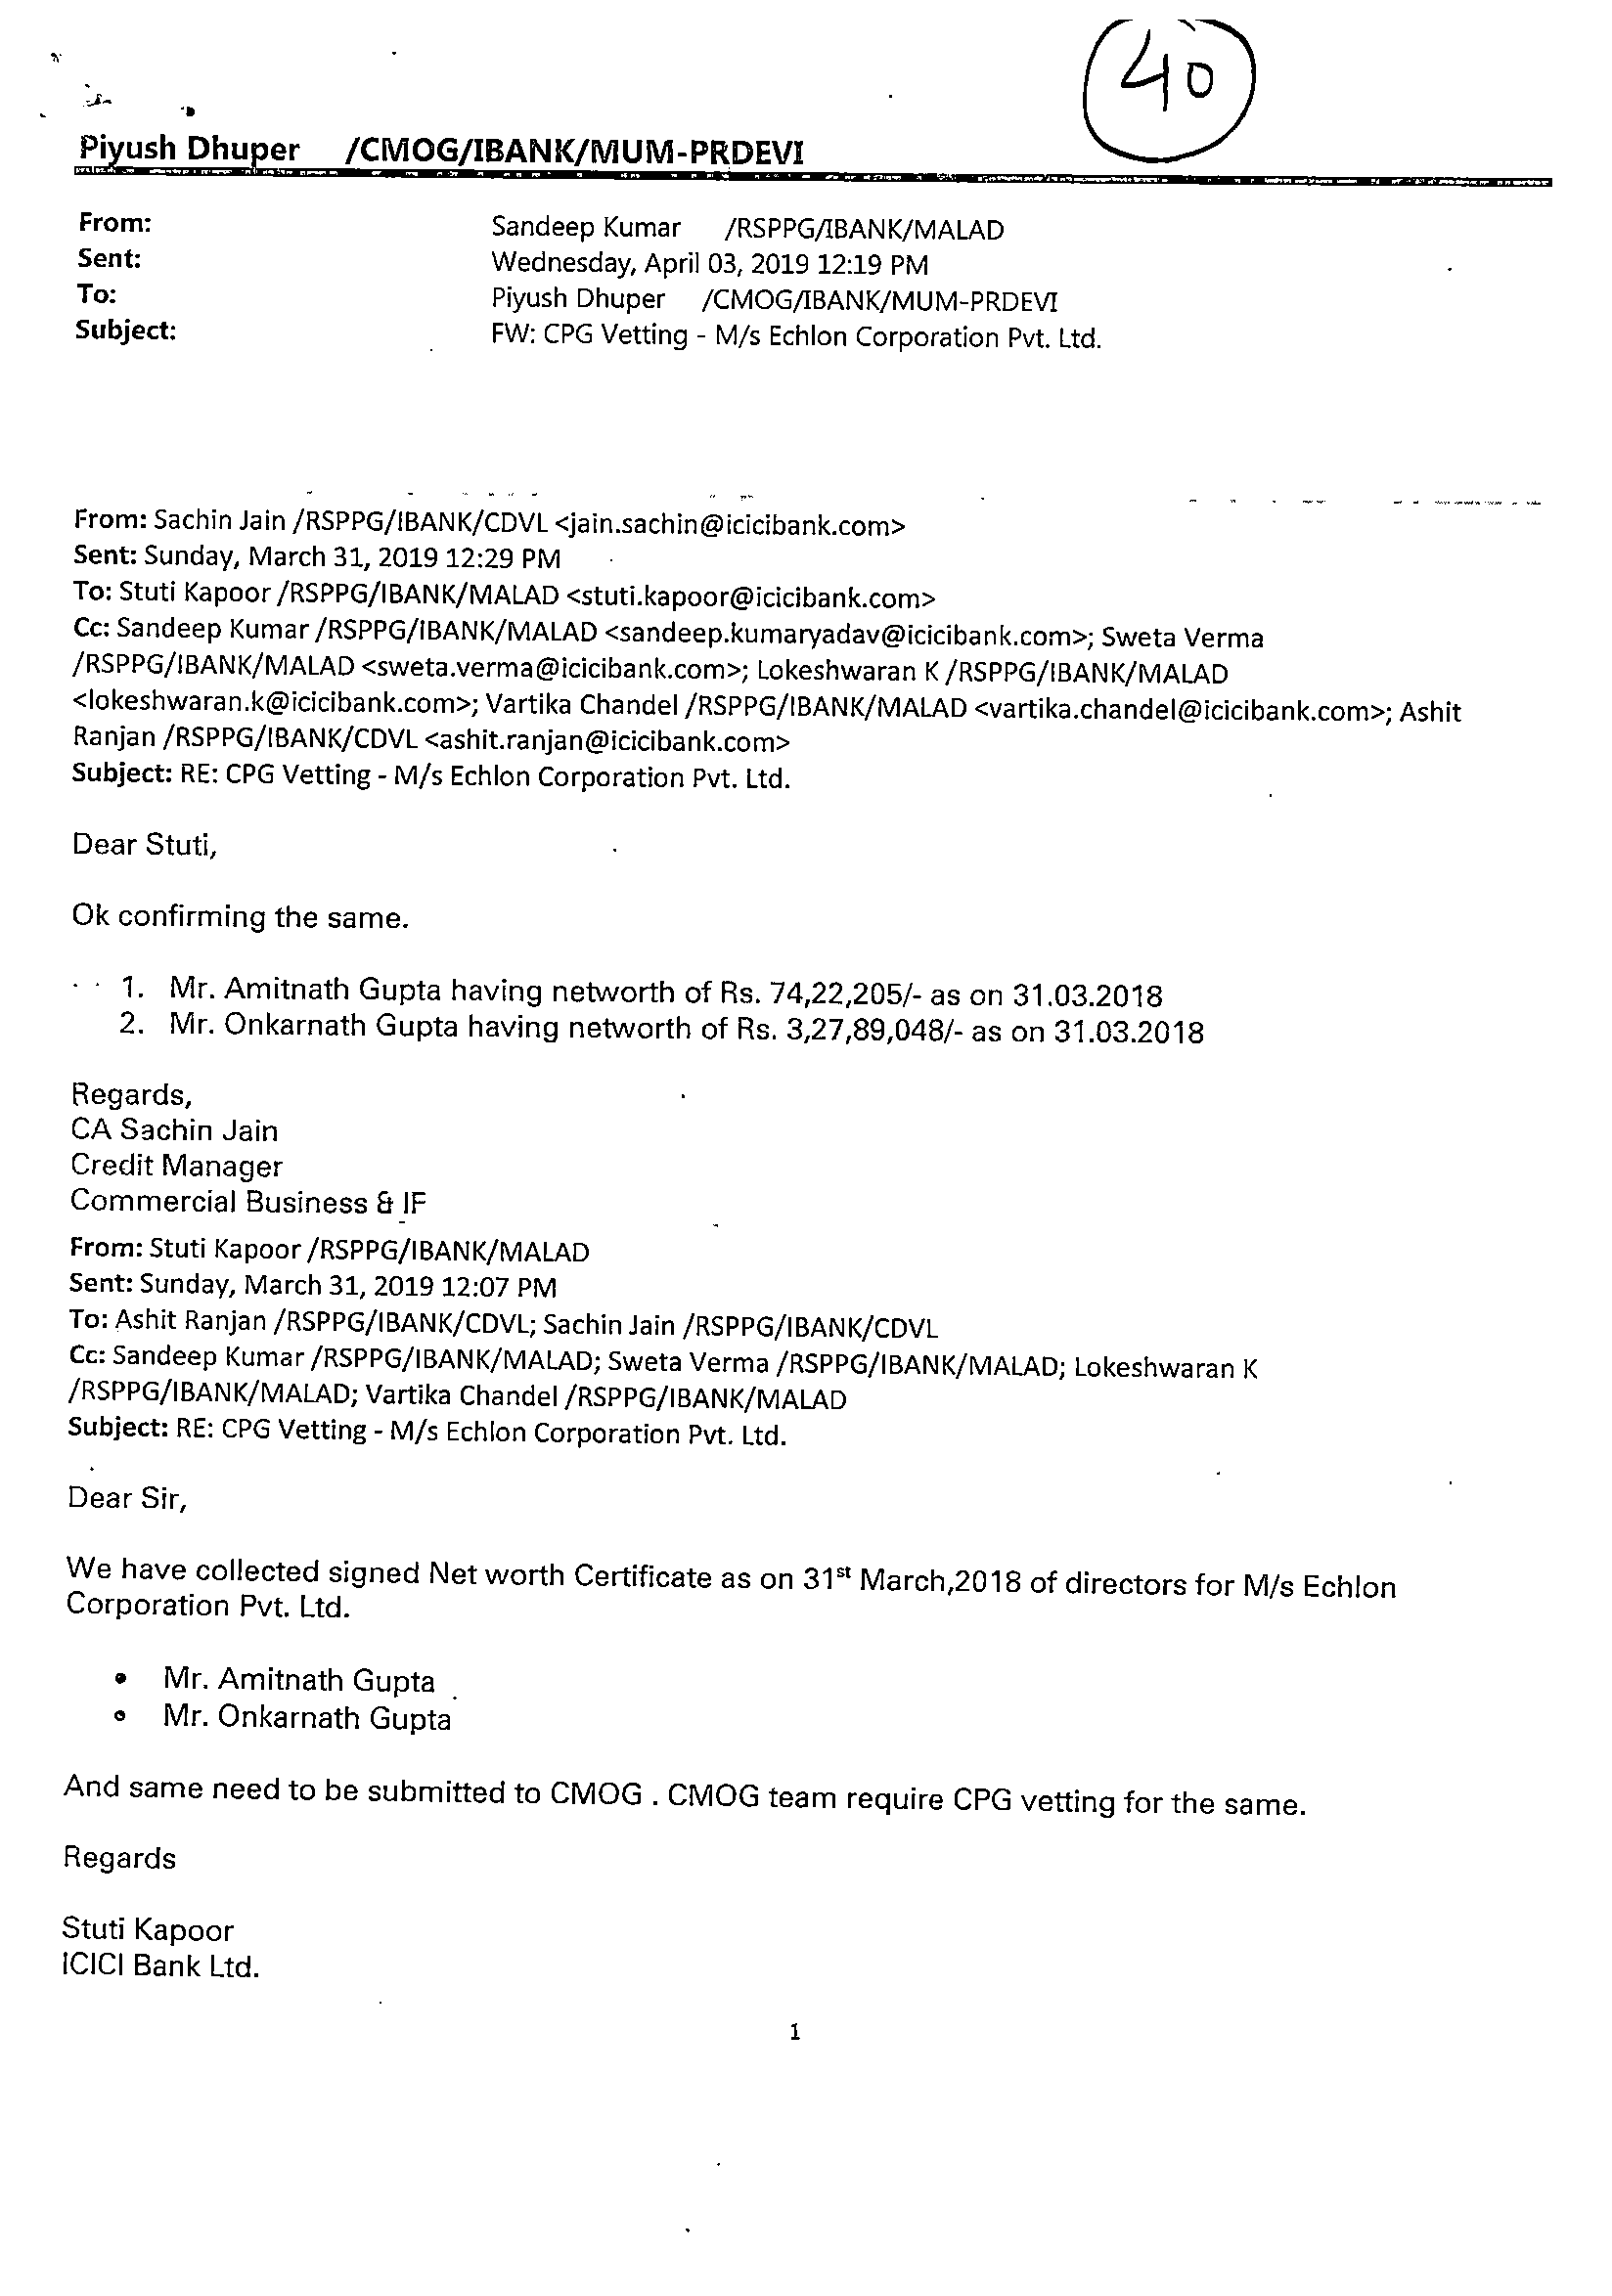 40
Piyush Dhuper /CMOG/IBANK/MUM-PRDEVI
From: Sandeep Kumar /RSPPG/IBANK/MALAD
Sent: Wednesday, April 03, 2019 12:19 PM
To: Piyush Dhuper /CMOG/IBANK/MUM-PRDEVI
Subject: FW: CPG Vetting - M/s Echlon Corporation Pvt. Ltd.
From: Sachin Jain /RSPPG/IBANK/CDVL <jain.sachin@icicibank.com>
Sent: Sunday, March 31, 2019 12:29 PM
To: Stuti Kapoor /RSPPG/IBANK/MALAD <stuti.kapoor@icicibank.com>
Cc: Sandeep Kumar /RSPPG/IBANK/MALAD <sandeep.kumaryadav@icicibank.com>; Sweta Verma
/RSPPG/IBANK/MALAD <sweta.verma@icicibank.com>; Lokeshwaran K /RSPPG/IBANK/MALAD
<lokeshwaran.k@icicibank.com>; Vartika Chandel /RSPPG/IBANK/MALAD <vartika.chandel@icicibank.com>; Ashit
Ranjan /RSPPG/IBANK/CDVL <ashit.ranjan@icicibank.com>
Subject: RE: CPG Vetting - M/s Echlon Corporation Pvt. Ltd.
Dear Stuti,
Ok confirming the same.
1. Mr. Amitnath Gupta having networth of Rs. 74,22,205/- as on 31.03.2018
2. Mr. Onkarnath Gupta having networth of Rs. 3,27,89,048/- as on 31.03.2018
Regards,
CA Sachin Jain
Credit Manager
Commercial Business & IF
From: Stuti Kapoor /RSPPG/IBANK/MALAD
Sent: Sunday, March 31, 2019 12:07 PM
To: Ashit Ranjan /RSPPG/IBANK/CDVL; Sachin Jain /RSPPG/IBANK/CDVL
Cc: Sandeep Kumar /RSPPG/IBANK/MALAD; Sweta Verma /RSPPG/IBANK/MALAD; Lokeshwaran K
/RSPPG/IBANK/MALAD; Vartika Chandel /RSPPG/IBANK/MALAD
Subject: RE: CPG Vetting - M/s Echlon Corporation Pvt. Ltd.
Dear Sir,
We have collected signed Net worth Certificate as on 31st March,2018 of directors for M/s Echlon
Corporation Pvt. Ltd.
• Mr. Amitnath Gupta
• Mr. Onkarnath Gupta
And same need to be submitted to CMOG . CMOG team require CPG vetting for the same.
Regards
Stuti Kapoor
ICICI Bank Ltd.
1